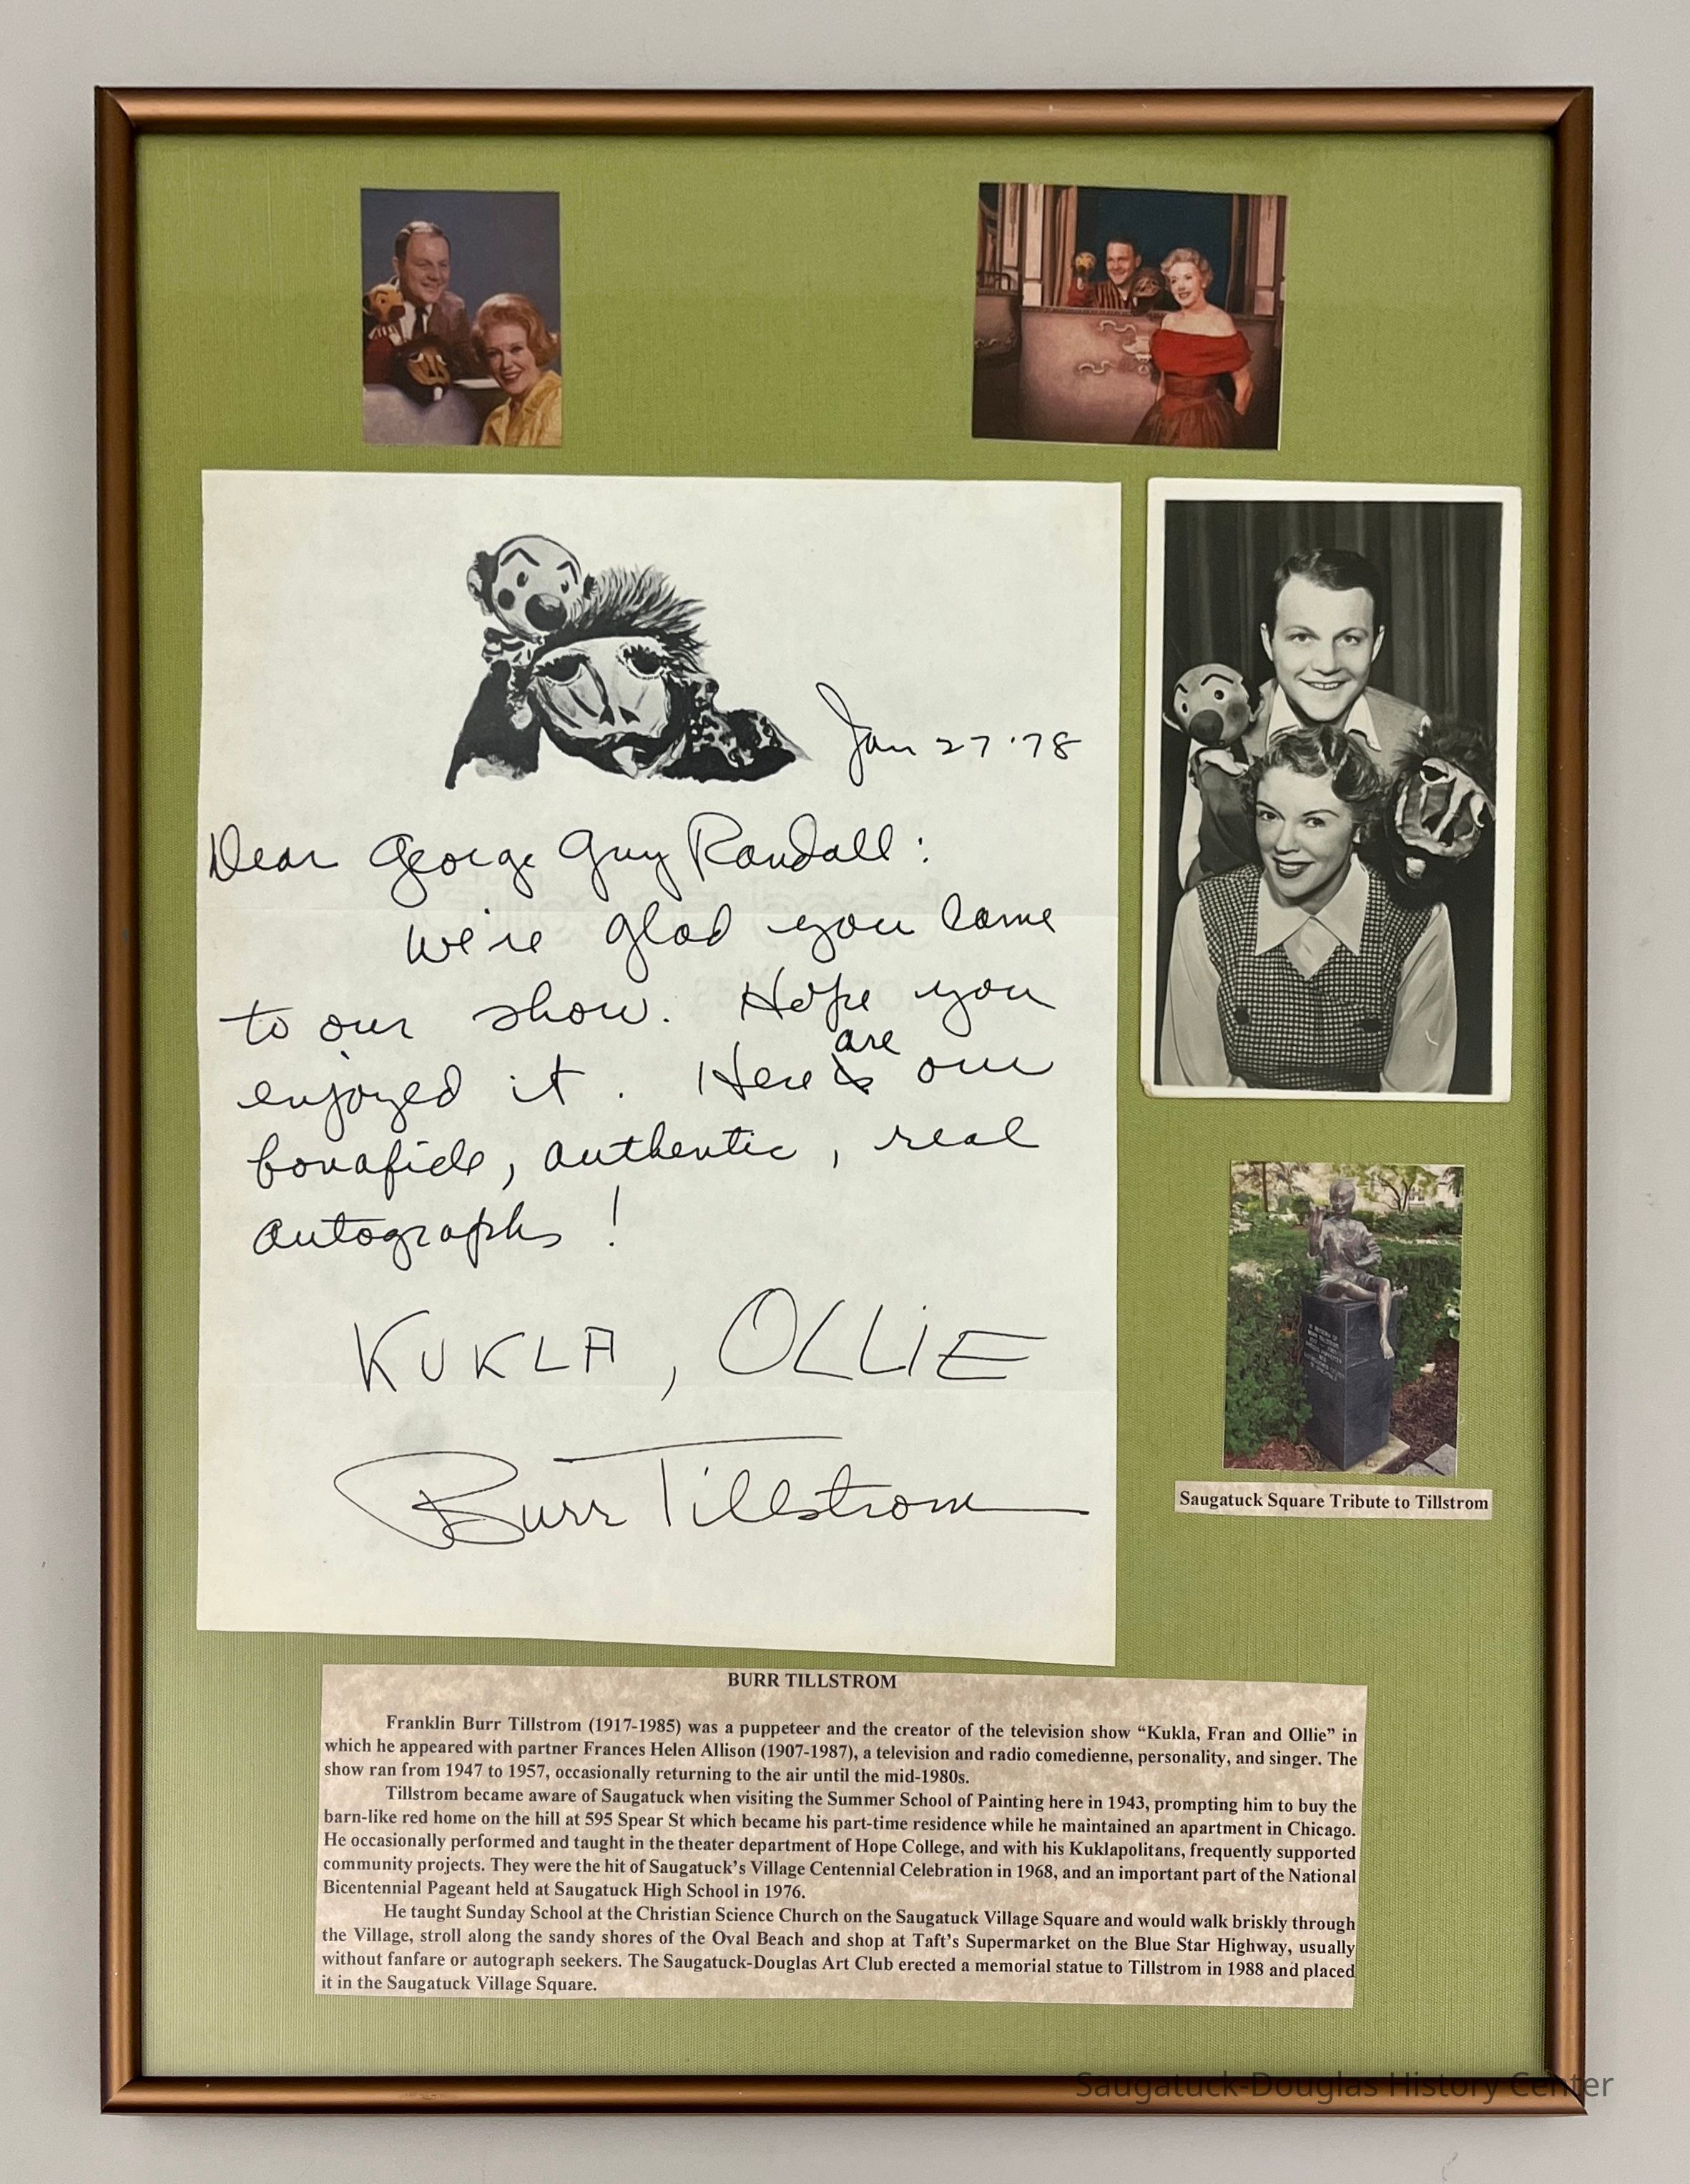 Jan 27 '78
Dear George Guy Randall:
We're glad you came
to our show. Hope you
are
enjoyed it. Here is our
bonafide, authentic, real
autographs!
KUKLA, OLLIE
Burr Tillstrom
Saugatuck Square Tribute to Tillstrom
BURR TILLSTROM
Franklin Burr Tillstrom (1917-1985) was a puppeteer and the creator of the television show “Kukla, Fran and Ollie” in
which he appeared with partner Frances Helen Allison (1907-1987), a television and radio comedienne, personality, and singer. The
show ran from 1947 to 1957, occasionally returning to the air until the mid-1980s.
Tillstrom became aware of Saugatuck when visiting the Summer School of Painting here in 1943, prompting him to buy the
barn-like red home on the hill at 595 Spear St which became his part-time residence while he maintained an apartment in Chicago.
He occasionally performed and taught in the theater department of Hope College, and with his Kuklapolitans, frequently supported
community projects. They were the hit of Saugatuck’s Village Centennial Celebration in 1968, and an important part of the National
Bicentennial Pageant held at Saugatuck High School in 1976.
He taught Sunday School at the Christian Science Church on the Saugatuck Village Square and would walk briskly through
the Village, stroll along the sandy shores of the Oval Beach and shop at Taft’s Supermarket on the Blue Star Highway, usually
without fanfare or autograph seekers. The Saugatuck-Douglas Art Club erected a memorial statue to Tillstrom in 1988 and placed
it in the Saugatuck Village Square.
Saugatuck-Douglas History Center